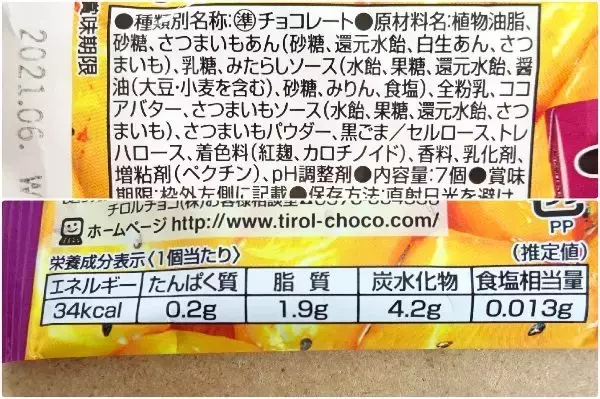 賞味期限
2021.06.
●種類別名称:準チョコレート●原材料名:植物油脂、
砂糖、さつまいもあん(砂糖、還元水飴、白生あん、さつ
まいも)、乳糖、みたらしソース(水飴、果糖、還元水飴、醤
油(大豆・小麦を含む)、砂糖、みりん、食塩)、全粉乳、ココ
アバター、さつまいもソース(水飴、果糖、還元水飴、さつ
まいも)、さつまいもパウダー、黒ごま/セルロース、トレ
ハロース、着色料(紅麹、カロチノイド)、香料、乳化剤、
増粘剤(ペクチン)、pH調整剤●内容量:7個●賞味
期限:枠外左側に記載●保存方法:直射日光を避け
チロルチョコ(株)お客様相談室
ホームページ http://www.tirol-choco.com/
PP
栄養成分表示〈1個当たり〉 (推定値)
エネルギー たんぱく質 脂質 炭水化物 食塩相当量
34kcal 0.2g 1.9g 4.2g 0.013g